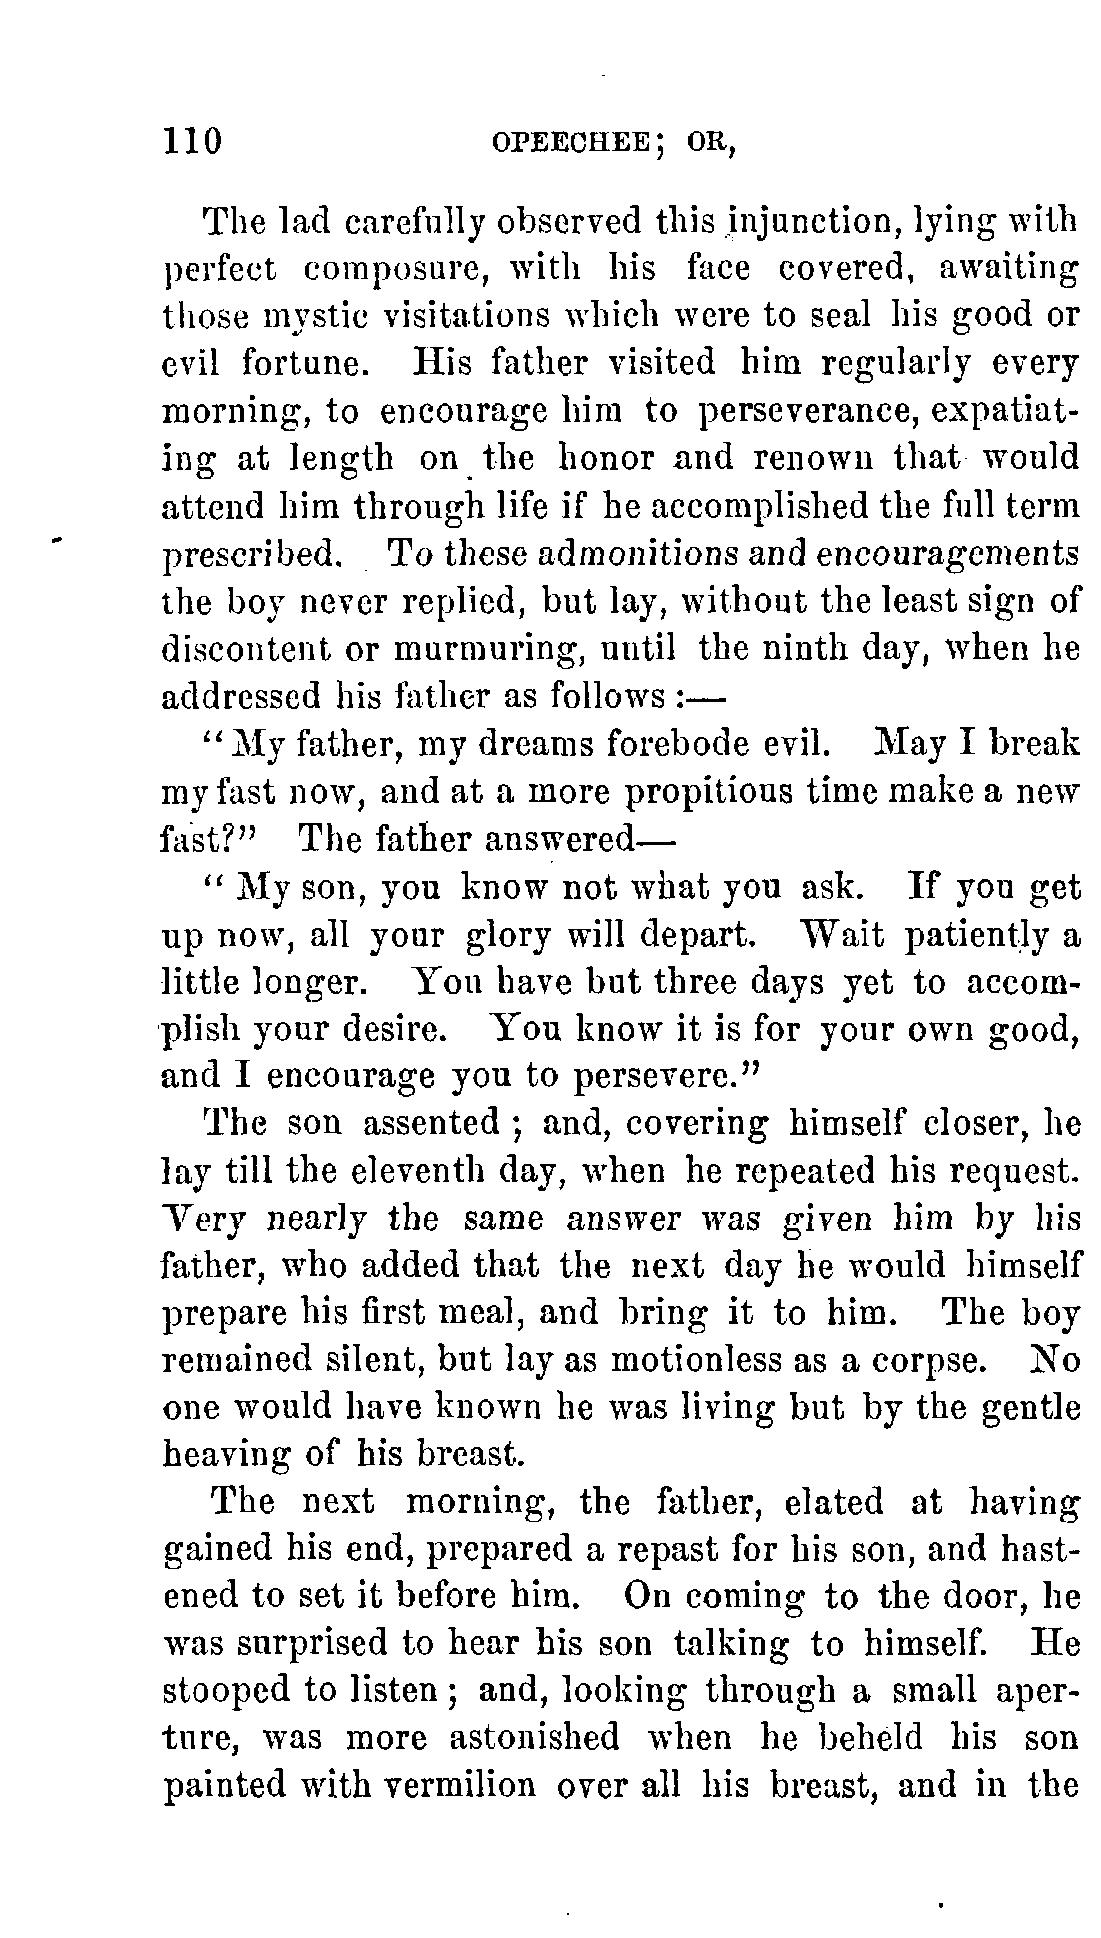 110 OPEECHEE; OR,
The lad carefully observed this injunction, lying with
perfect composure, with his face covered, awaiting
those mystic visitations which were to seal his good or
evil fortune. His father visited him regularly every
morning, to encourage him to perseverance, expatiat-
ing at length on the honor and renown that would
attend him through life if he accomplished the full term
prescribed. To these admonitions and encouragements
the boy never replied, but lay, without the least sign of
discontent or murmuring, until the ninth day, when he
addressed his father as follows :—
“ My father, my dreams forebode evil. May I break
my fast now, and at a more propitious time make a new
fast?” The father answered—
“ My son, you know not what you ask. If you get
up now, all your glory will depart. Wait patiently a
little longer. You have but three days yet to accom-
plish your desire. You know it is for your own good,
and I encourage you to persevere.”
The son assented ; and, covering himself closer, he
lay till the eleventh day, when he repeated his request.
Very nearly the same answer was given him by his
father, who added that the next day he would himself
prepare his first meal, and bring it to him. The boy
remained silent, but lay as motionless as a corpse. No
one would have known he was living but by the gentle
heaving of his breast.
The next morning, the father, elated at having
gained his end, prepared a repast for his son, and hast-
ened to set it before him. On coming to the door, he
was surprised to hear his son talking to himself. He
stooped to listen ; and, looking through a small aper-
ture, was more astonished when he beheld his son
painted with vermilion over all his breast, and in the